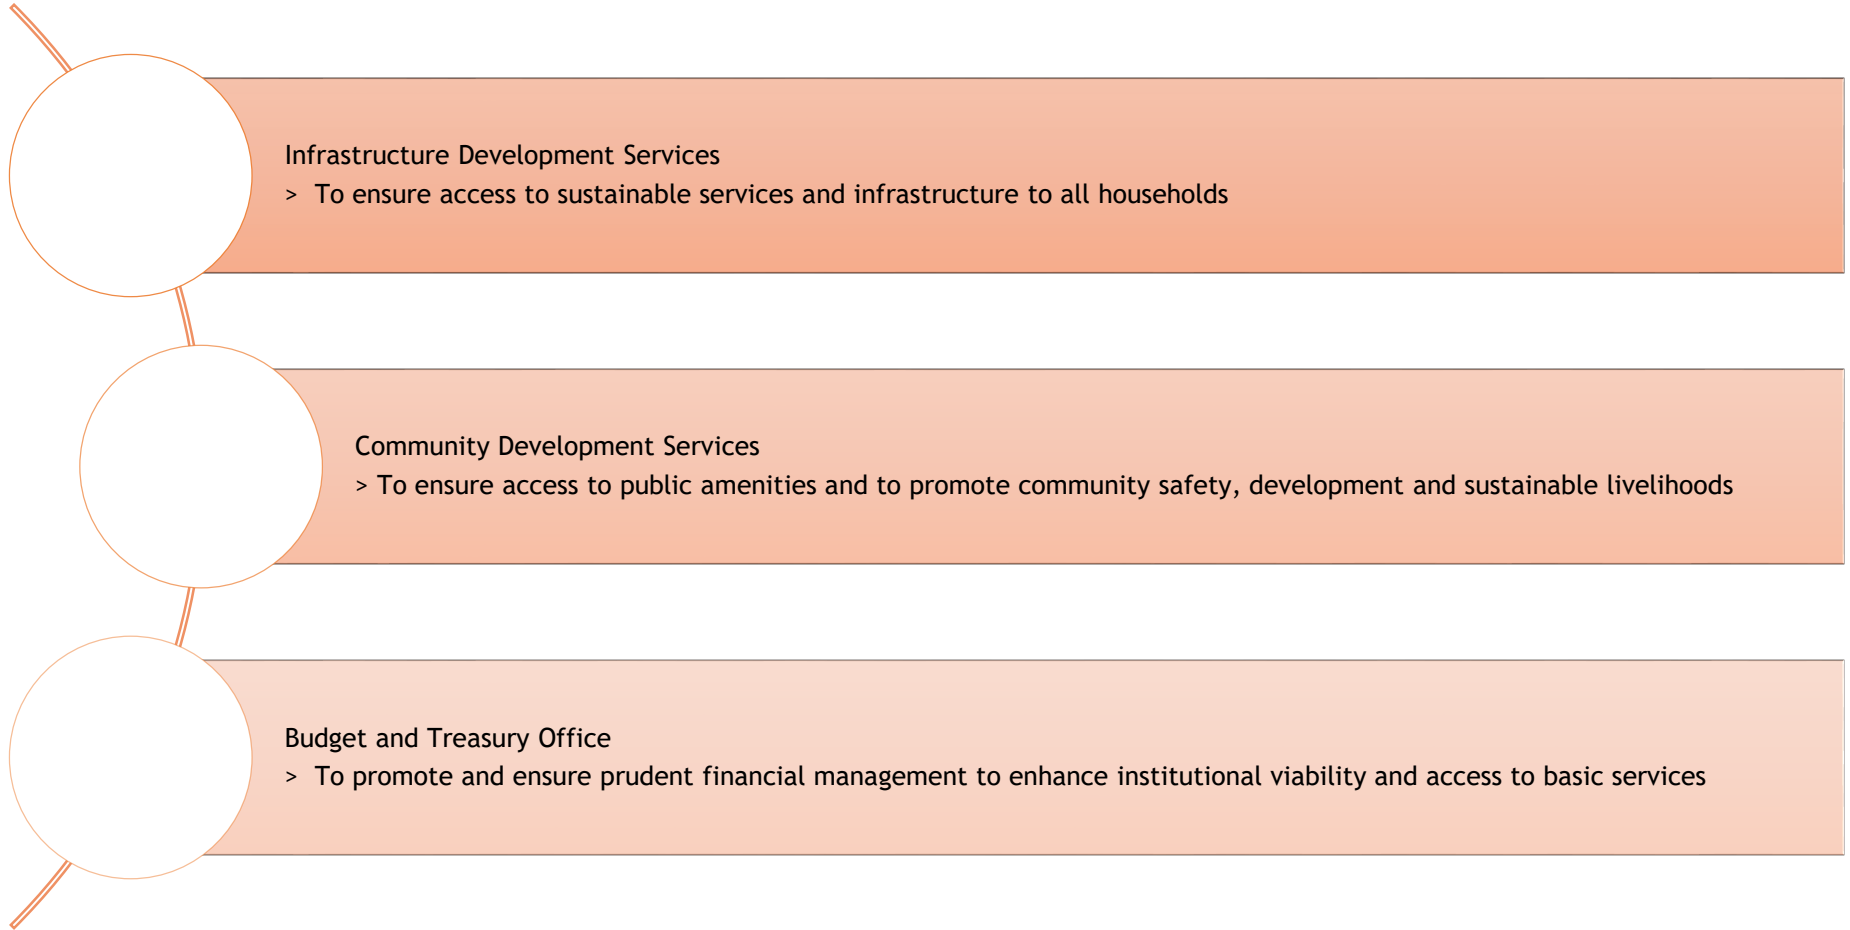 Infrastructure Development Services
> To ensure access to sustainable services and infrastructure to all households
Community Development Services
> To ensure access to public amenities and to promote community safety, development and sustainable livelihoods
Budget and Treasury Office
> To promote and ensure prudent financial management to enhance institutional viability and access to basic services